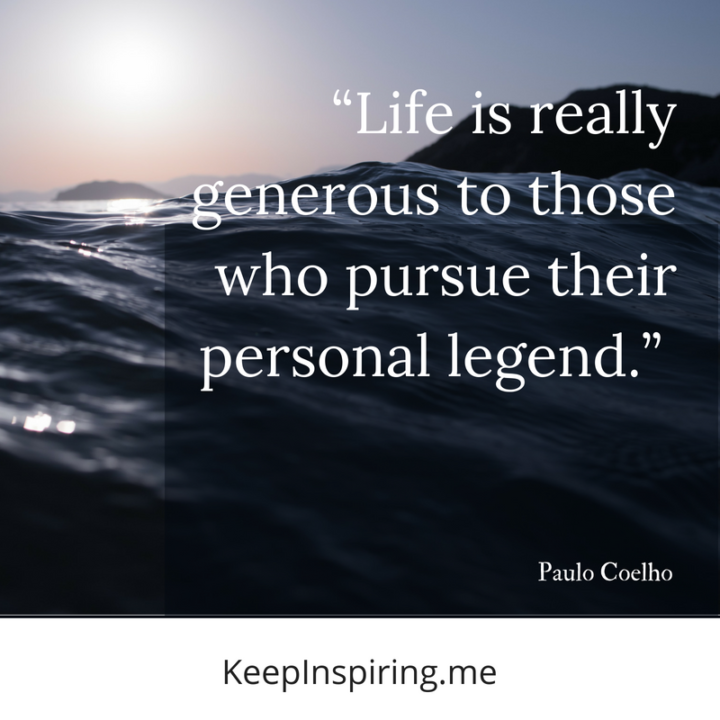 “Life is really
generous to those
who pursue their
personal legend.”
Paulo Coelho
KeepInspiring.me